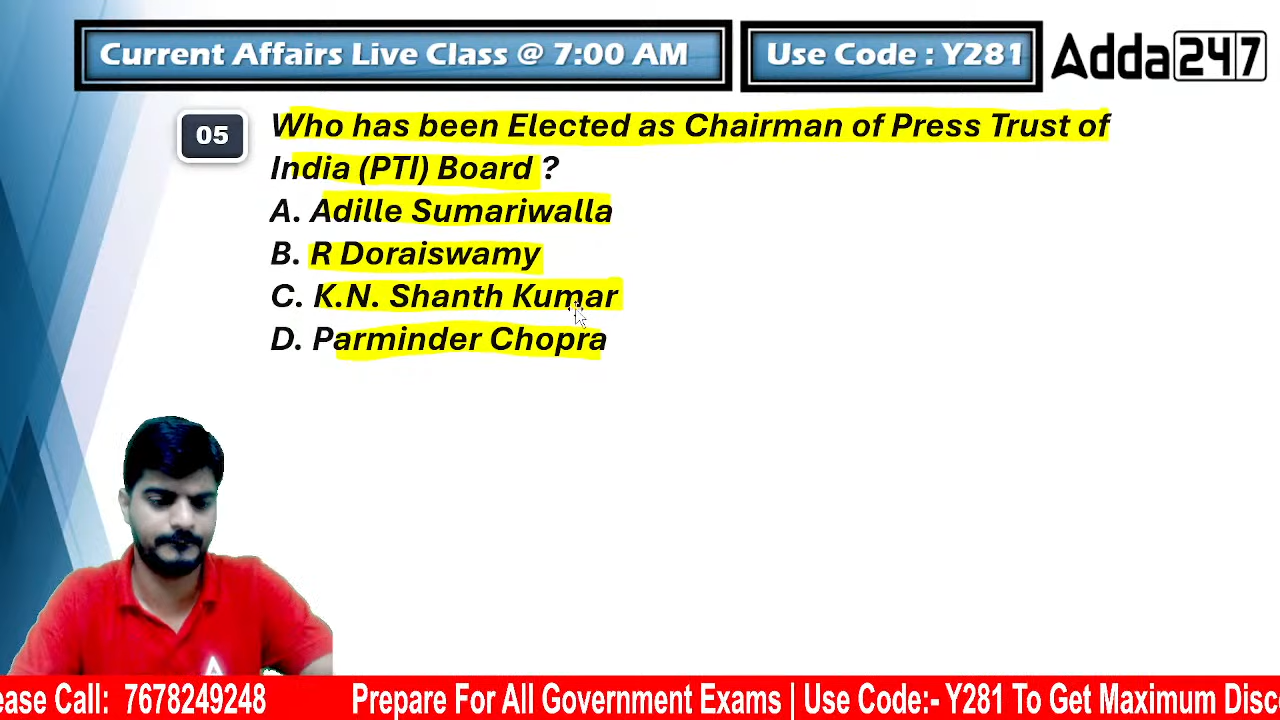 Current Affairs Live Class @ 7:00 AM
Use Code : Y281
Adda247
05
Who has been Elected as Chairman of Press Trust of
India (PTI) Board ?
A. Adille Sumariwalla
B. R Doraiswamy
C. K.N. Shanth Kumar
D. Parminder Chopra
ease Call: 7678249248 Prepare For All Government Exams | Use Code:- Y281 To Get Maximum Disc